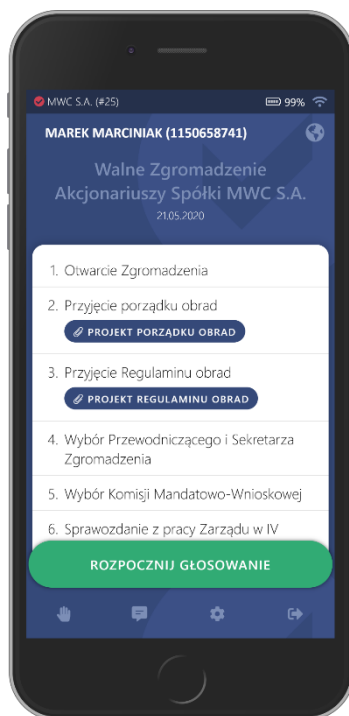 MWC S.A. (#25) 99%
MAREK MARCINIAK (1150658741)
Walne Zgromadzenie
Akcjonariuszy Spółki MWC S.A.
21.05.2020
1. Otwarcie Zgromadzenia
2. Przyjęcie porządku obrad
PROJEKT PORZĄDKU OBRAD
3. Przyjęcie Regulaminu obrad
PROJEKT REGULAMINU OBRAD
4. Wybór Przewodniczącego i Sekretarza
Zgromadzenia
5. Wybór Komisji Mandatowo-Wnioskowej
6. Sprawozdanie z pracy Zarządu w IV
ROZPOCZNIJ GŁOSOWANIE